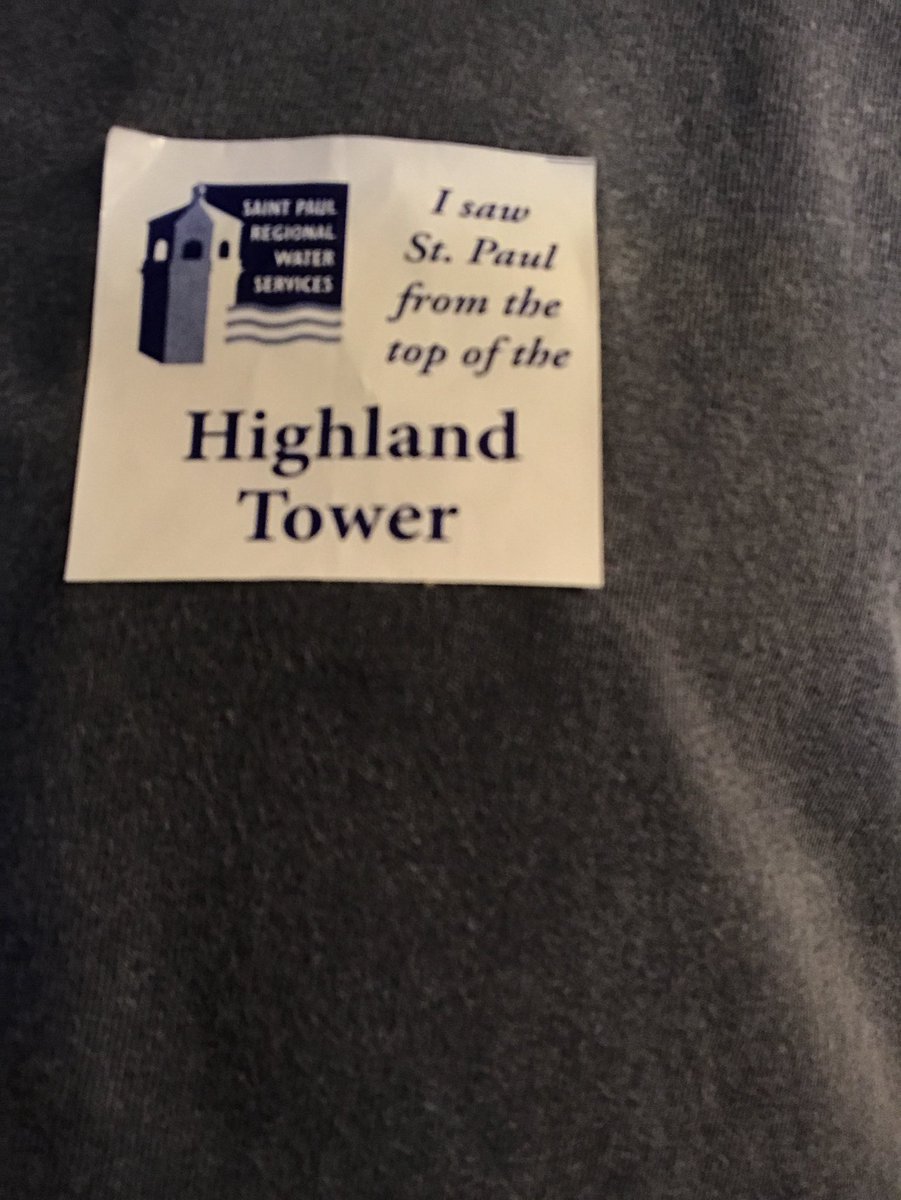 SAINT PAUL
REGIONAL
WATER
SERVICES
I saw
St. Paul
from the
top of the
Highland
Tower